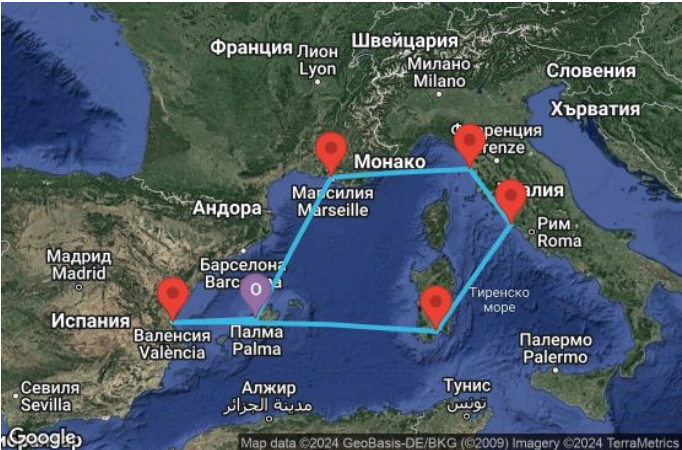 Франция
Лион
Lyon
Швейцария
Милано
Milano
Словения
Хърватия
Firenze
Монако
Марсилия
Marseille
Андора
Рим
Roma
Мадрид
Madrid
Барселона
Barcelona
O
Испания
Валенсия
València
Палма
Palma
Тиренско
море
Палермо
Palermo
Севиля
Sevilla
Алжир
مدينة الجزائر
Тунис
تونس
Google
Map data ©2024 GeoBasis-DE/BKG (©2009) Imagery ©2024 TerraMetrics